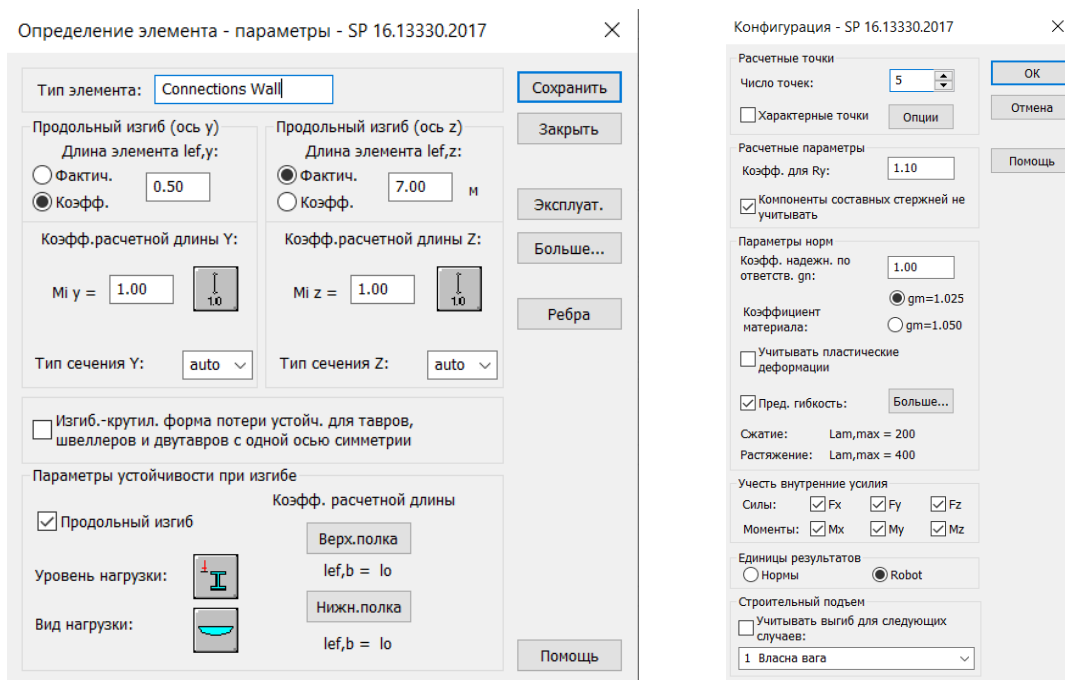 Определение элемента - параметры - SP 16.13330.2017
Тип элемента: Connections Wall
Сохранить
Закрыть
Продольный изгиб (ось y)
Длина элемента lef,y:
Фактич.
Коэфф.
0.50
Продольный изгиб (ось z)
Длина элемента lef,z:
Фактич.
Коэфф.
7.00 м
Эксплуат.
Больше...
Ребра
Коэфф.расчетной длины Y:
Mi y = 1.00
1.0
Коэфф.расчетной длины Z:
Mi z = 1.00
1.0
Тип сечения Y: auto
Тип сечения Z: auto
Изгиб.-крутил. форма потери устойч. для тавров,
швеллеров и двутавров с одной осью симметрии
Параметры устойчивости при изгибе
Продольный изгиб
Уровень нагрузки:
Вид нагрузки:
Коэфф. расчетной длины
Верх.полка
lef,b = lo
Нижн.полка
lef,b = lo
Помощь
Конфигурация - SP 16.13330.2017
Расчетные точки
Число точек: 5
Характерные точки Опции
ОК
Отмена
Помощь
Расчетные параметры
Коэфф. для Ry: 1.10
Компоненты составных стержней не
учитывать
Параметры норм
Коэфф. надежн. по
ответств. gn:
1.00
Коэффициент
материала:
gm=1.025
gm=1.050
Учитывать пластические
деформации
Пред. гибкость: Больше...
Сжатие: Lam,max = 200
Растяжение: Lam,max = 400
Учесть внутренние усилия
Силы: Fx Fy Fz
Моменты: Mx My Mz
Единицы результатов
Нормы Robot
Строительный подъем
Учитывать выгиб для следующих
случаев:
1 Власна вага